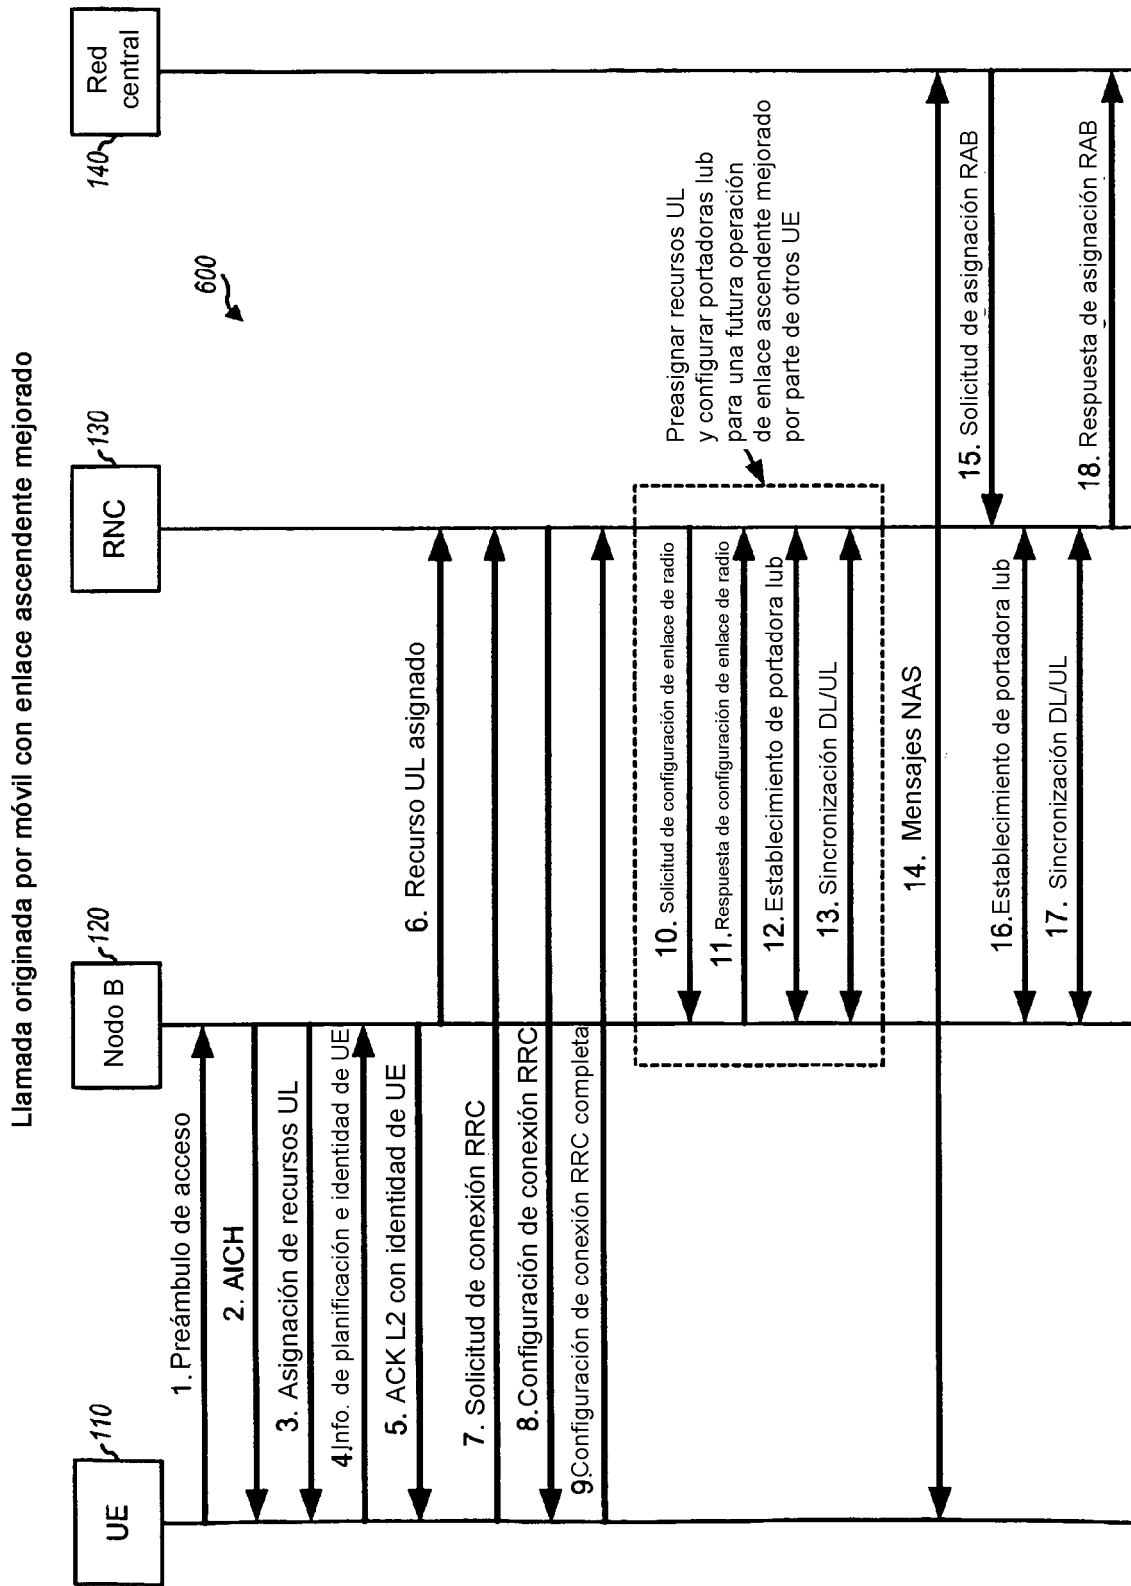 Llamada originada por móvil con enlace ascendente mejorado
UE
110
Nodo B
120
RNC
130
Red
central
140
600
1. Preámbulo de acceso
2. AICH
3. Asignación de recursos UL
4. Info. de planificación e identidad de UE
5. ACK L2 con identidad de UE
6. Recurso UL asignado
7. Solicitud de conexión RRC
8. Configuración de conexión RRC
9. Configuración de conexión RRC completa
10. Solicitud de configuración de enlace de radio
11. Respuesta de configuración de enlace de radio
12. Establecimiento de portadora lub
13. Sincronización DL/UL
Preasignar recursos UL
y configurar portadoras lub
para una futura operación
de enlace ascendente mejorado
por parte de otros UE
14. Mensajes NAS
15. Solicitud de asignación RAB
16. Establecimiento de portadora lub
17. Sincronización DL/UL
18. Respuesta de asignación RAB